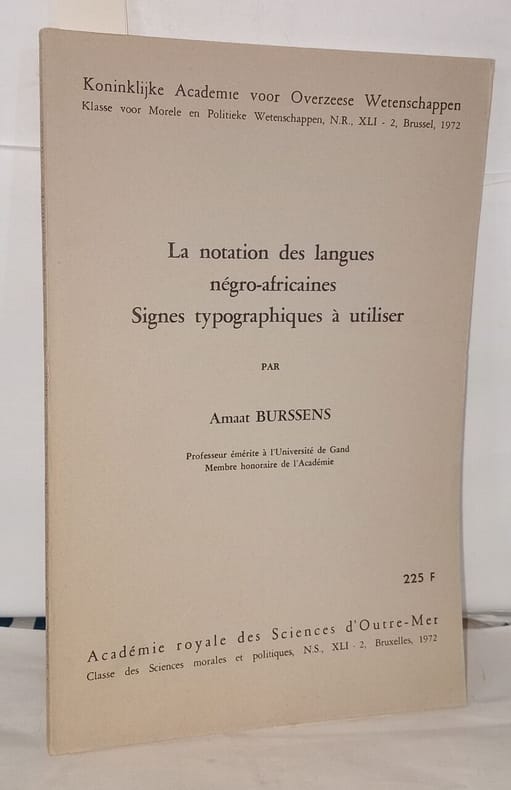 Koninklijke Academie voor Overzeese Wetenschappen
Klasse voor Morele en Politieke Wetenschappen, N.R., XLI - 2, Brussel, 1972
La notation des langues
négro-africaines
Signes typographiques à utiliser
PAR
Amaat BURSSENS
Professeur émérite à l'Université de Gand
Membre honoraire de l'Académie
225 F
Académie royale des Sciences d'Outre-Mer
Classe des Sciences morales et politiques, N.S., XLI - 2, Bruxelles, 1972